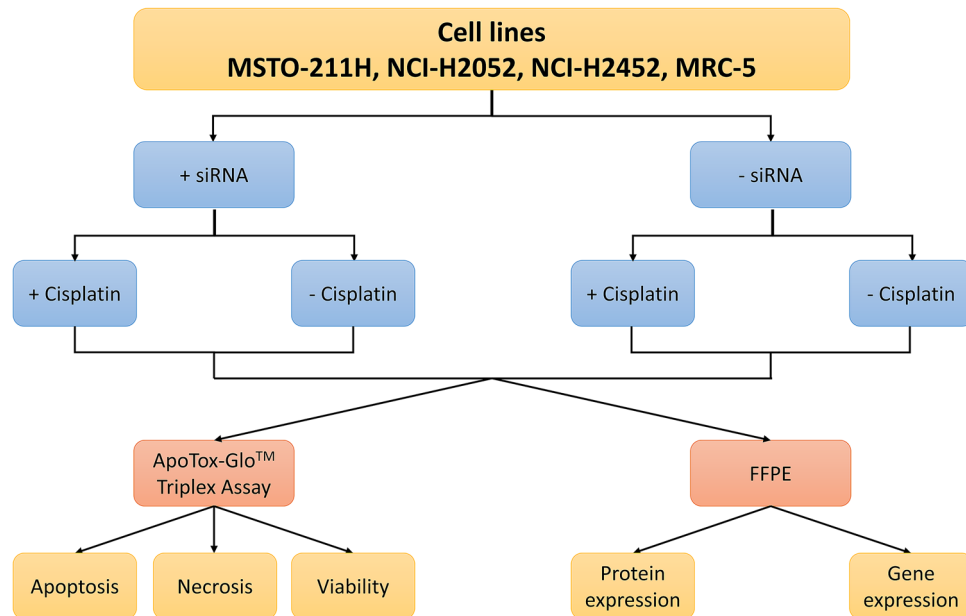 Cell lines
MSTO-211H, NCI-H2052, NCI-H2452, MRC-5
+ siRNA
- siRNA
+ Cisplatin
- Cisplatin
+ Cisplatin
- Cisplatin
ApoTox-Glo™
Triplex Assay
FFPE
Apoptosis
Necrosis
Viability
Protein
expression
Gene
expression